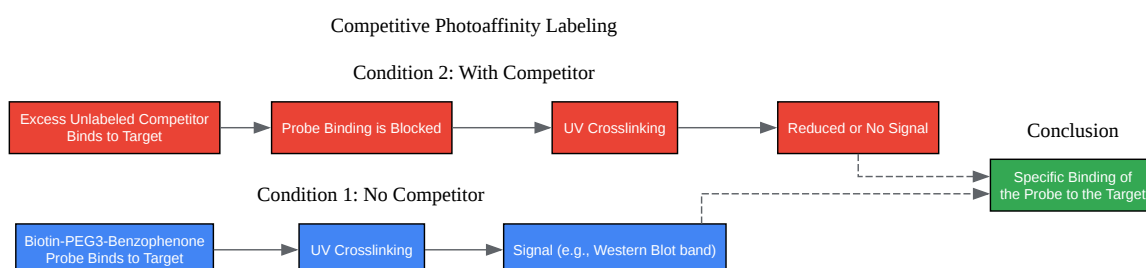 Competitive Photoaffinity Labeling
Condition 2: With Competitor
Excess Unlabeled Competitor
Binds to Target
Probe Binding is Blocked
UV Crosslinking
Reduced or No Signal
Conclusion
Specific Binding of
the Probe to the Target
Condition 1: No Competitor
Biotin-PEG3-Benzophenone
Probe Binds to Target
UV Crosslinking
Signal (e.g., Western Blot band)